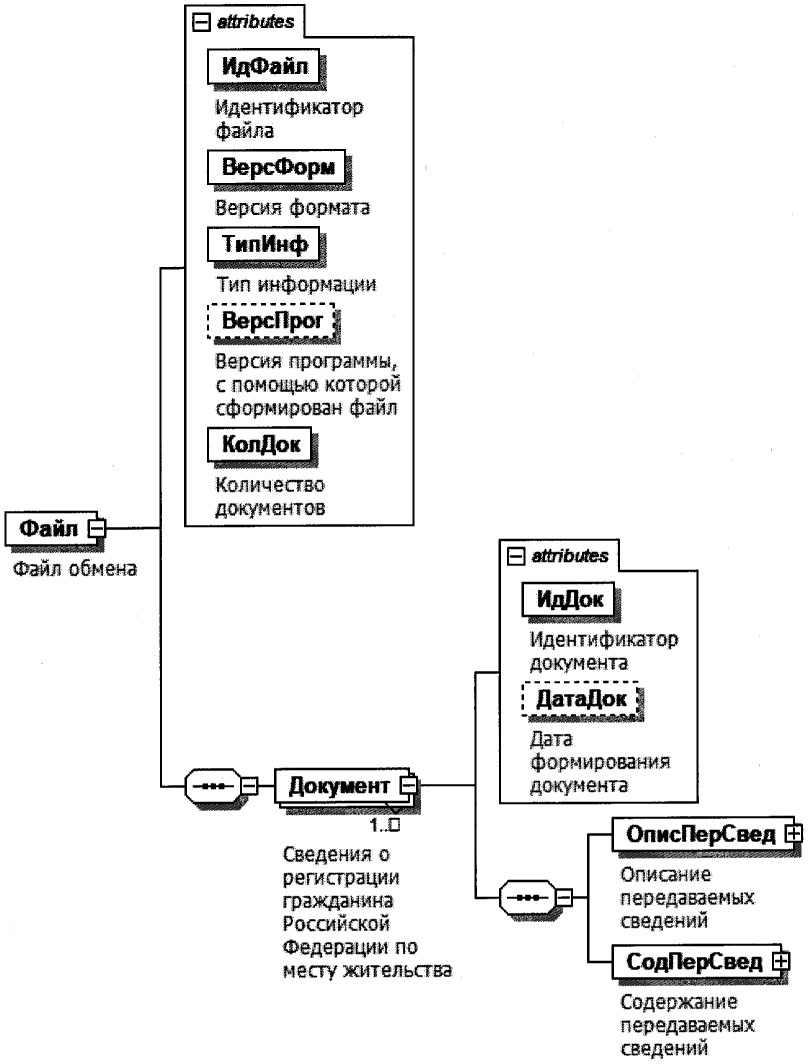 attributes
ИдФайл
Идентификатор
файла
ВерсФорм
Версия формата
ТипИнф
Тип информации
ВерсПрог
Версия программы,
с помощью которой
сформирован файл
КолДок
Количество
документов
Файл
Файл обмена
attributes
ИдДок
Идентификатор
документа
ДатаДок
Дата
формирования
документа
Документ
1..
Сведения о
регистрации
гражданина
Российской
Федерации по
месту жительства
ОписПерСвед
Описание
передаваемых
сведений
СодПерСвед
Содержание
передаваемых
сведений